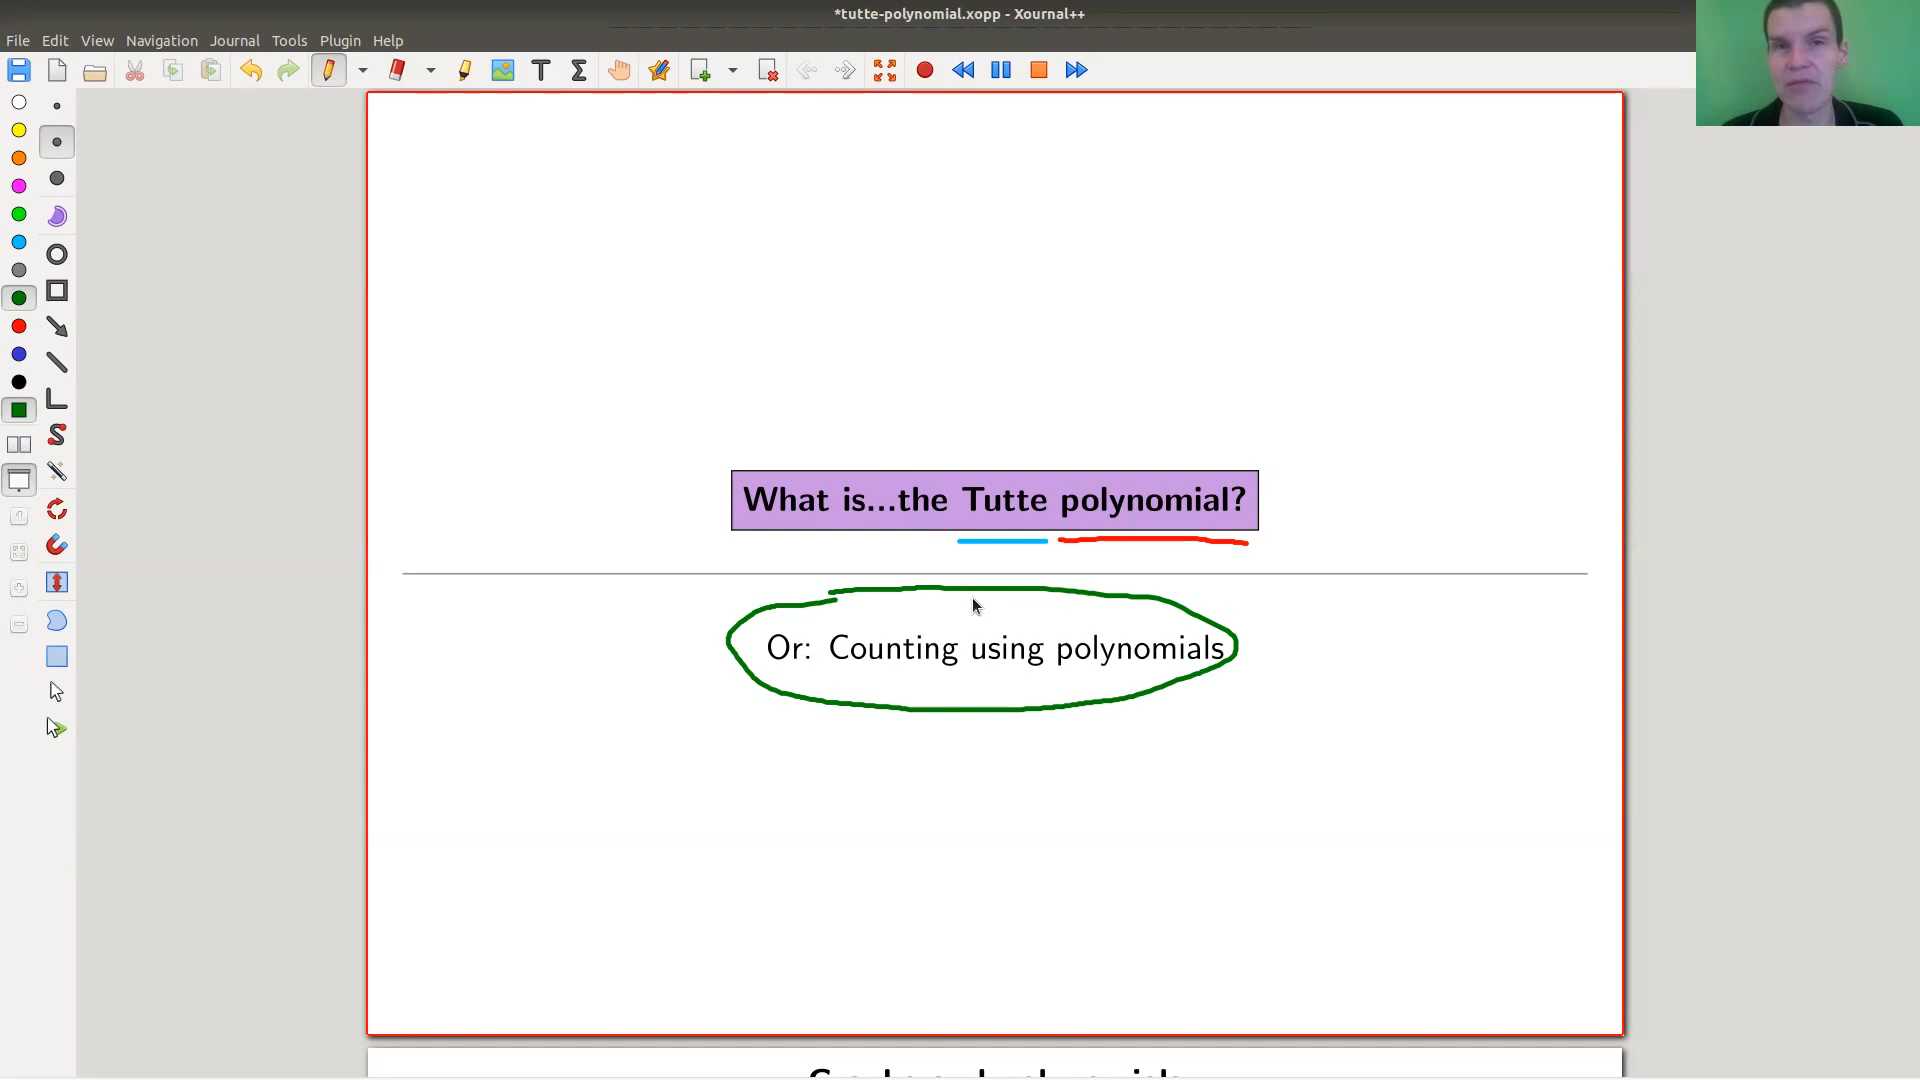 *tutte-polynomial.xopp - Xournal++
File Edit View Navigation Journal Tools Plugin Help
What is...the Tutte polynomial?
Or: Counting using polynomials